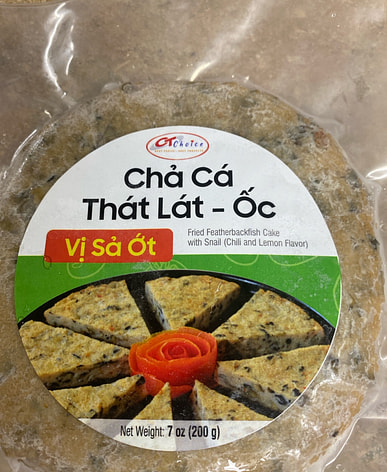 CT Choice
Chả Cá
Thát Lát - Ốc
Vị Sả Ớt
Fried Featherbackfish Cake
with Snail (Chili and Lemon Flavor)
Net Weight: 7 oz (200 g)